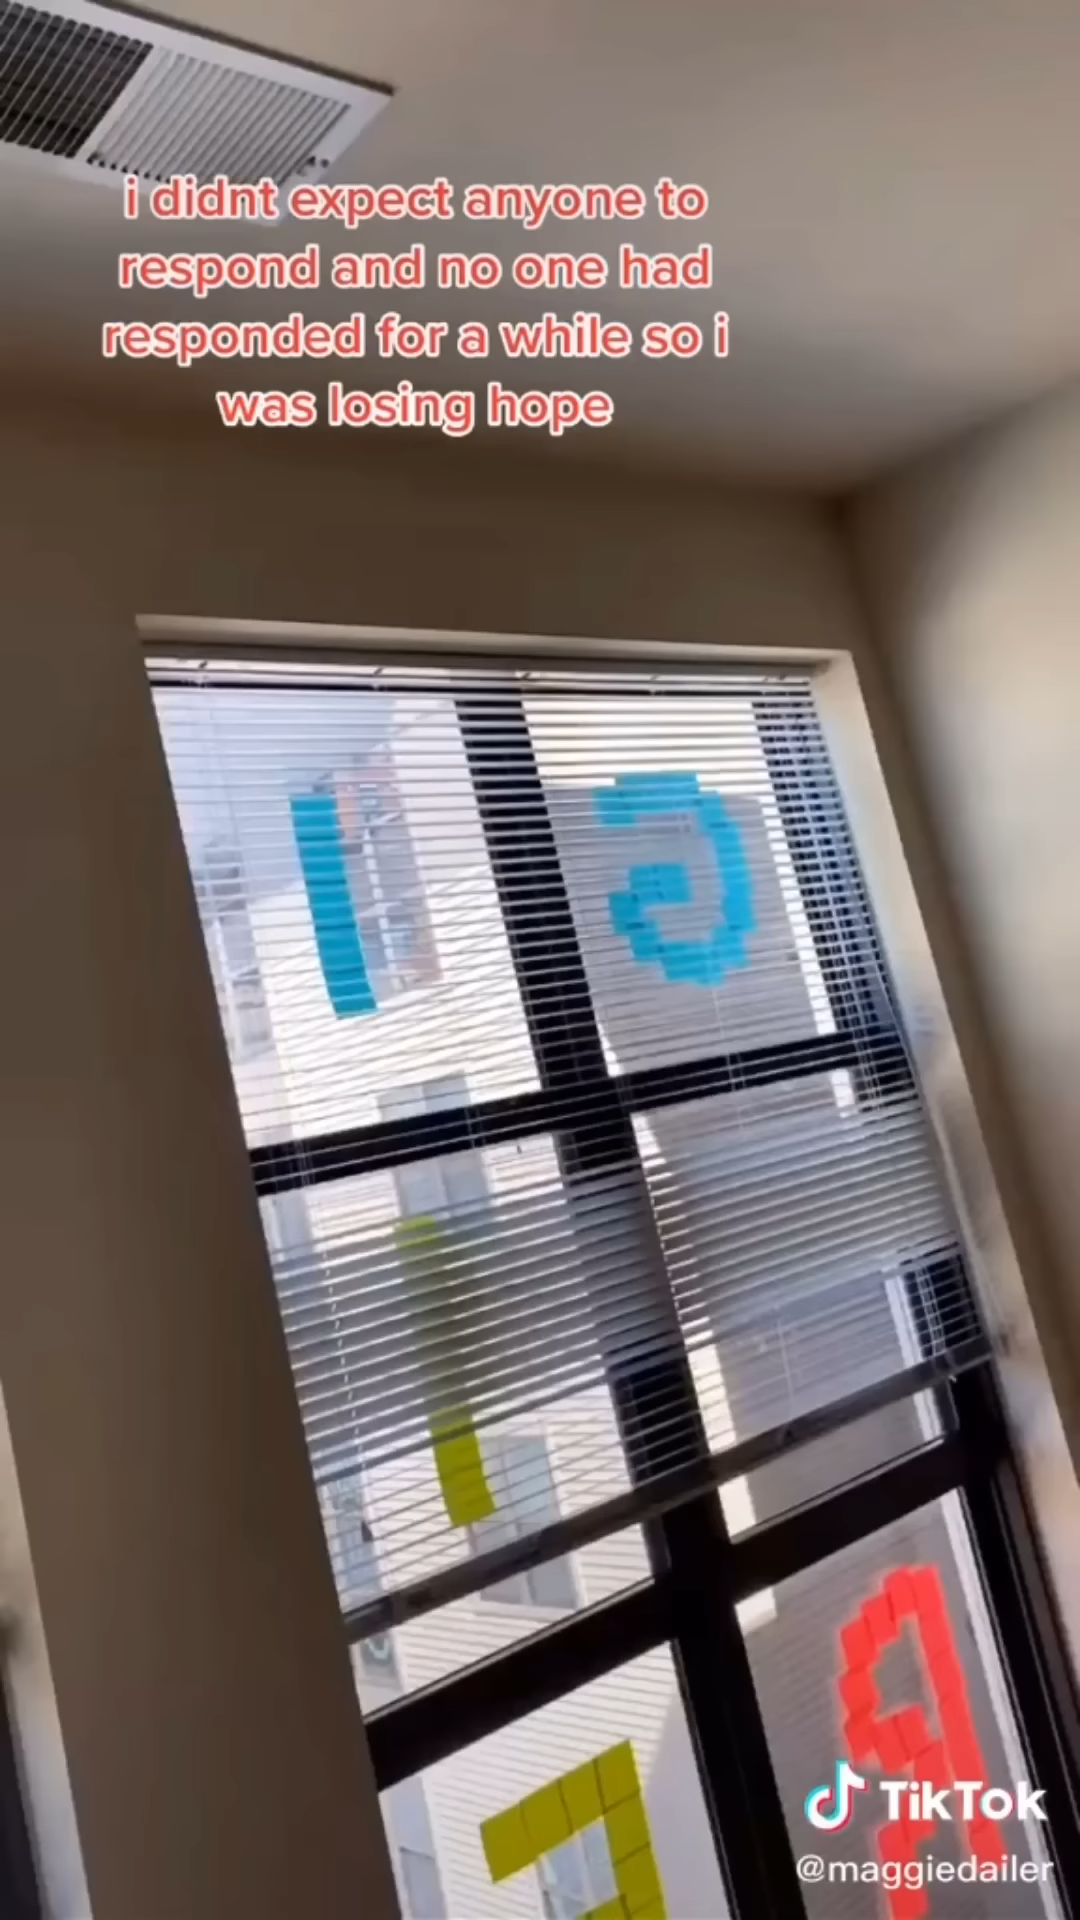 i didnt expect anyone to
respond and no one had
responded for a while so i
was losing hope
TikTok
@maggiedailer